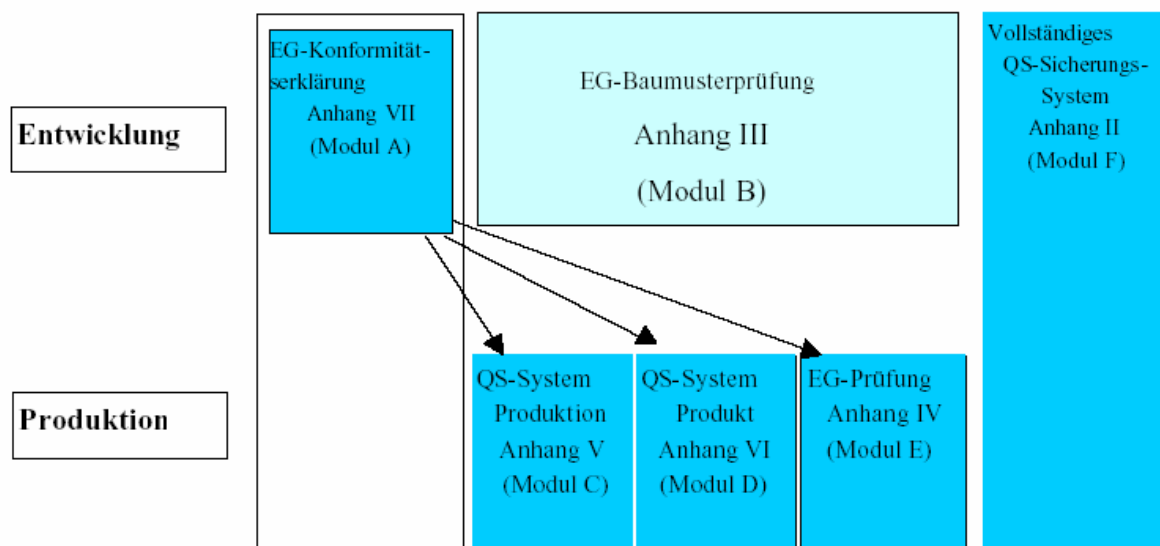 EG-Konformität-
serklärung
Anhang VII
(Modul A)
EG-Baumusterprüfung
Anhang III
(Modul B)
Vollständiges
QS-Sicherungs-
System
Anhang II
(Modul F)
Entwicklung
QS-System
Produktion
Anhang V
(Modul C)
QS-System
Produkt
Anhang VI
(Modul D)
EG-Prüfung
Anhang IV
(Modul E)
Produktion